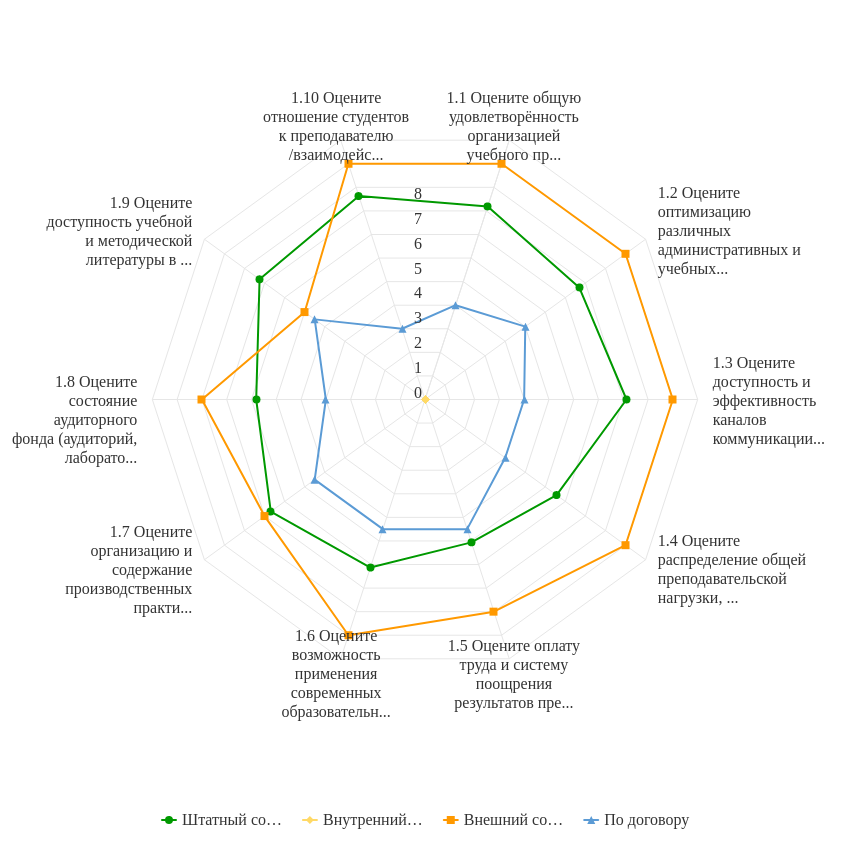 1.10 Оцените
отношение студентов
к преподавателю
/взаимодейс...
1.1 Оцените общую
удовлетворённость
организацией
учебного пр...
1.2 Оцените
оптимизацию
различных
административных и
учебных...
1.9 Оцените
доступность учебной
и методической
литературы в ...
8
7
6
5
4
3
2
1
0
1.3 Оцените
доступность и
эффективность
каналов
коммуникации...
1.8 Оцените
состояние
аудиторного
фонда (аудиторий,
лаборато...
1.4 Оцените
распределение общей
преподавательской
нагрузки, ...
1.7 Оцените
организацию и
содержание
производственных
практи...
1.6 Оцените
возможность
применения
современных
образовательн...
1.5 Оцените оплату
труда и систему
поощрения
результатов пре...
Штатный со… Внутренний… Внешний со… По договору